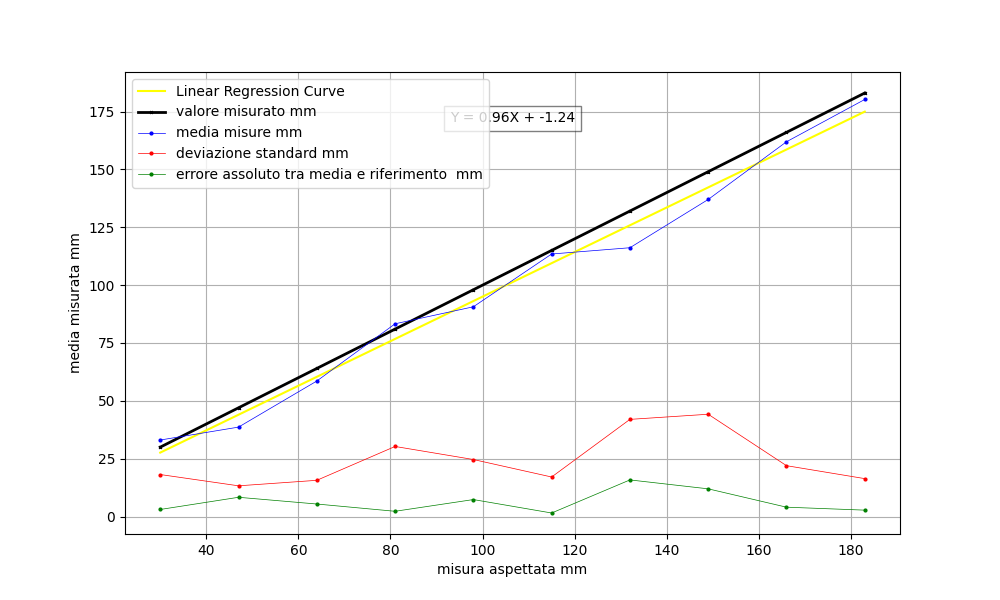 Linear Regression Curve
valore misurato mm
media misure mm
deviazione standard mm
errore assoluto tra media e riferimento  mm
Y = 0.96X + -1.24
175
150
125
100
75
50
25
0
media misurata mm
40 60 80 100 120 140 160 180
misura aspettata mm